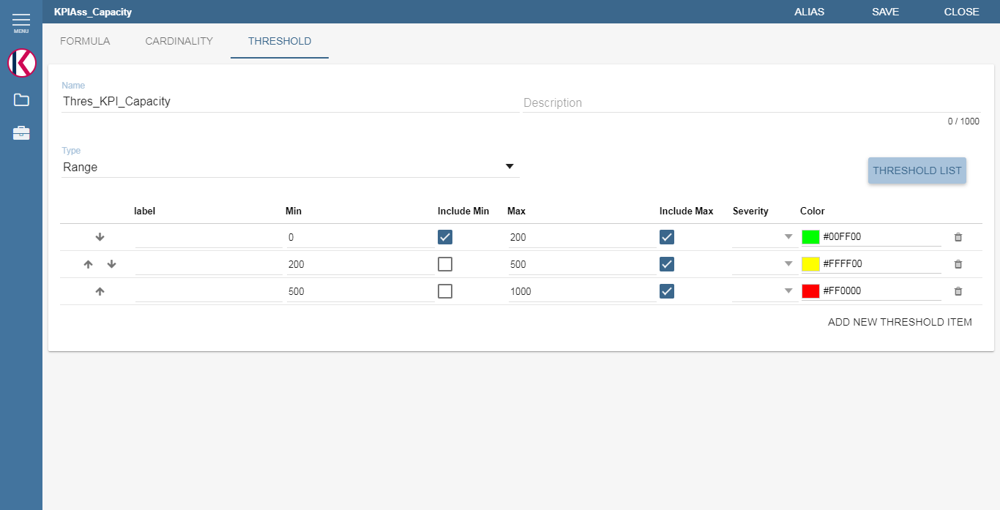 KPIAss_Capacity ALIAS SAVE CLOSE
MENU
FORMULA CARDINALITY THRESHOLD
Name
Thres_KPI_Capacity
Description
0 / 1000
Type
Range
THRESHOLD LIST
label Min Include Min Max Include Max Severity Color
0 200 #00FF00
200 500 #FFFF00
500 1000 #FF0000
ADD NEW THRESHOLD ITEM